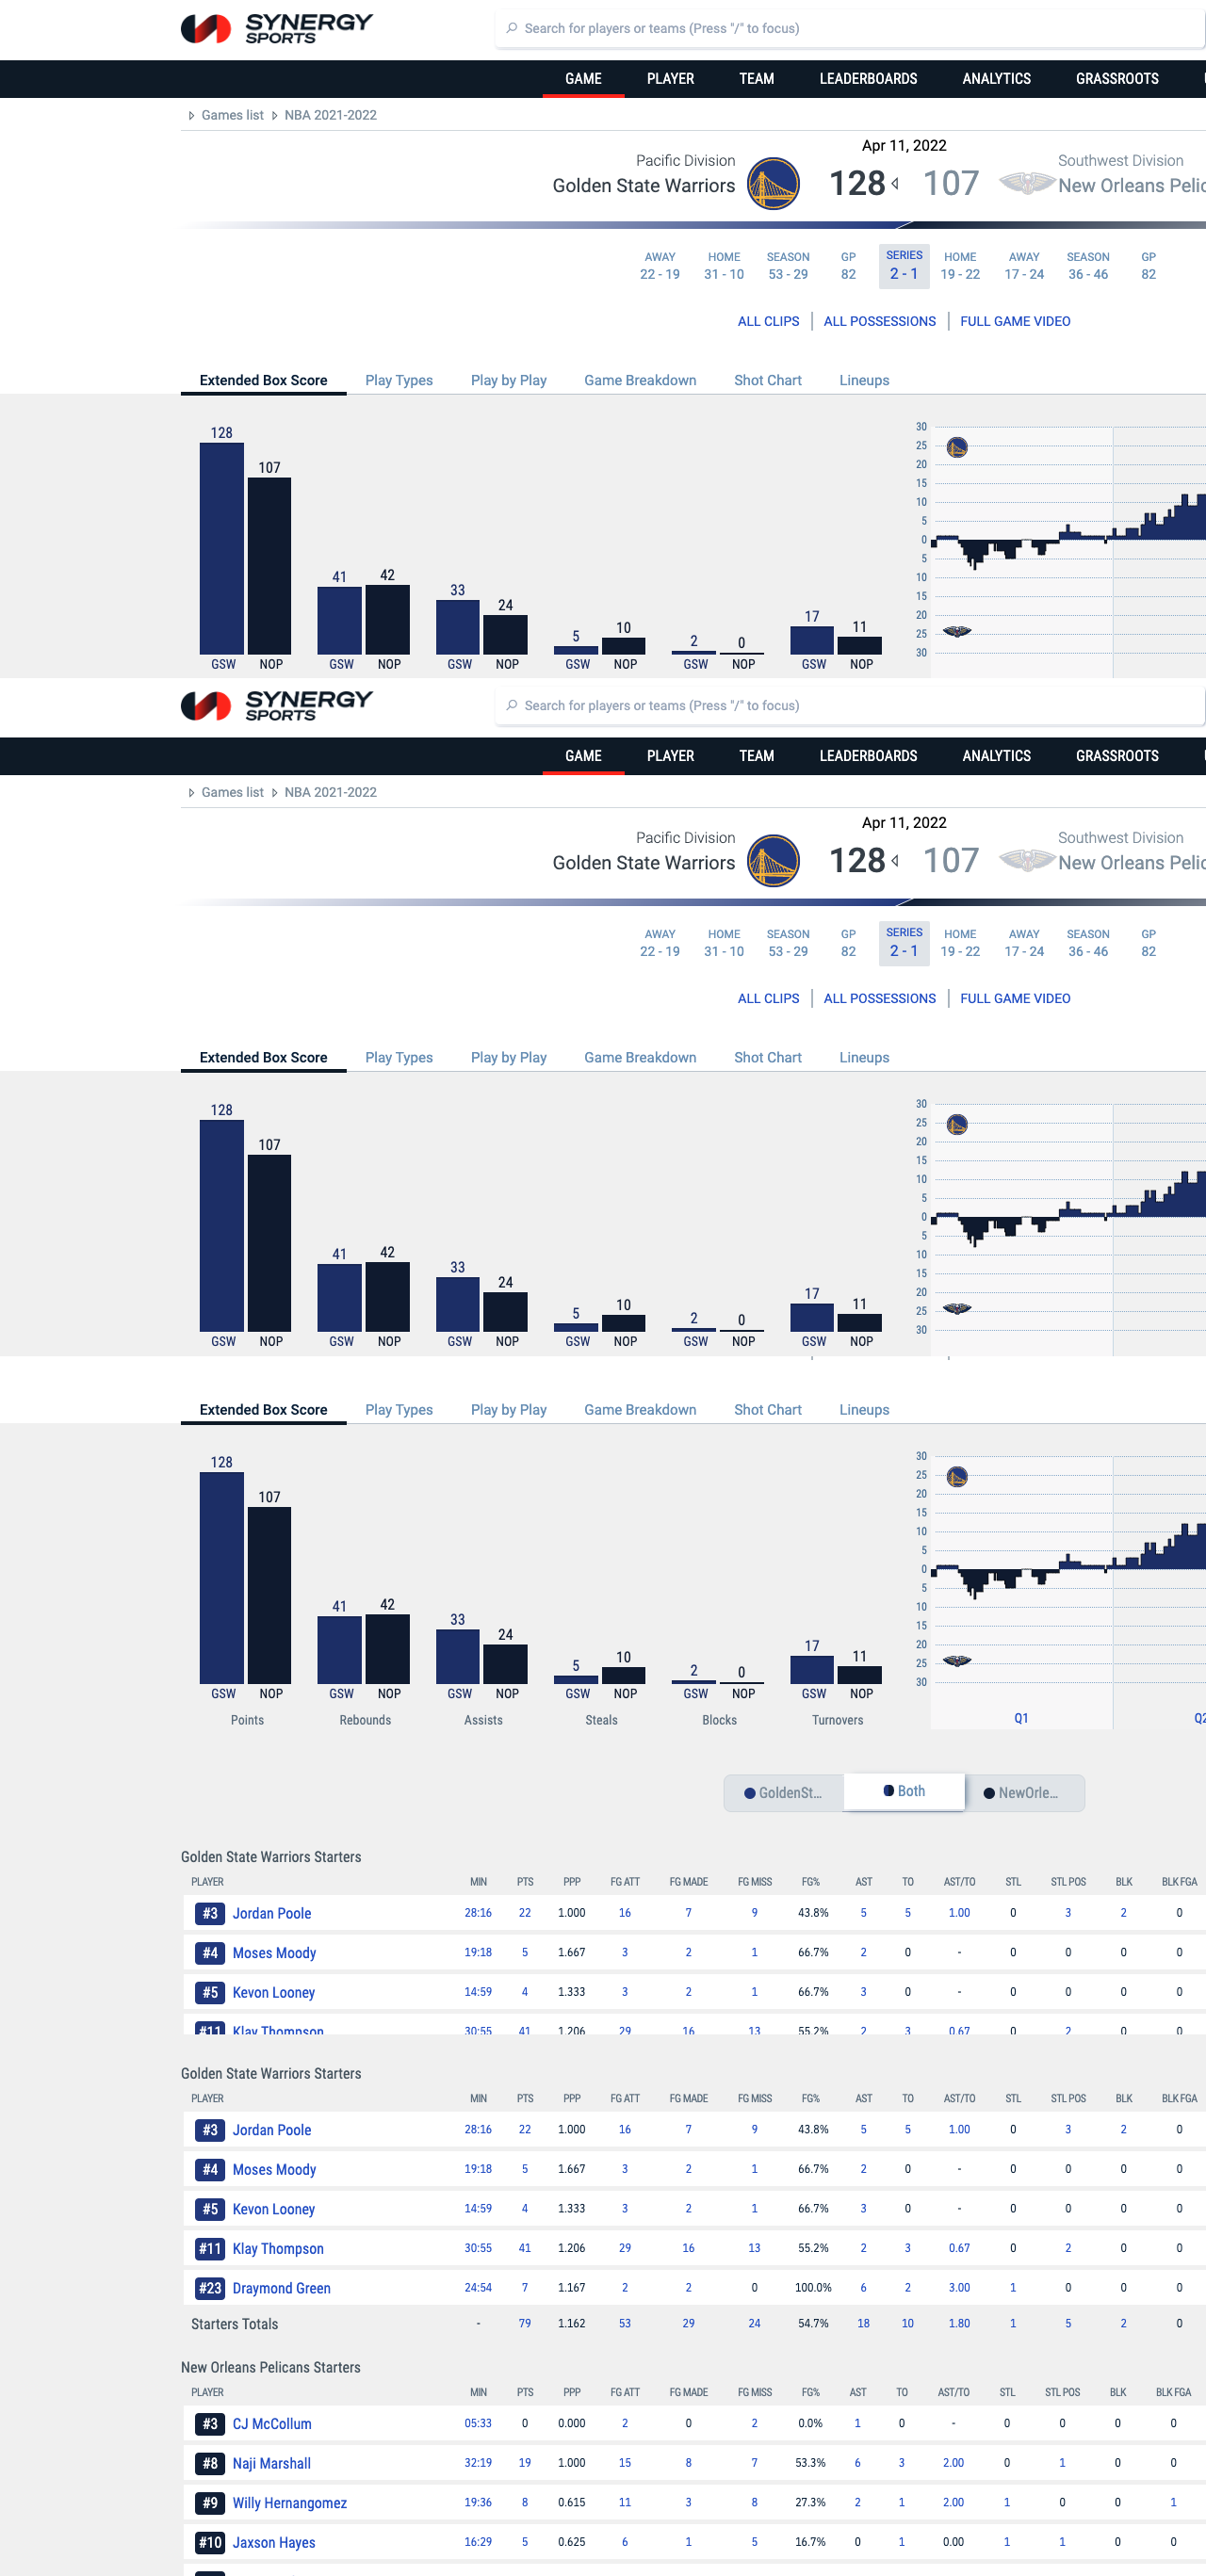 SYNERGY SPORTS
Search for players or teams (Press "/" to focus)
GAME PLAYER TEAM LEADERBOARDS ANALYTICS GRASSROOTS
Games list NBA 2021-2022
Apr 11, 2022
Pacific Division Southwest Division
Golden State Warriors 128 107 New Orleans Pelic
AWAY HOME SEASON GP SERIES HOME AWAY SEASON GP
22 - 19 31 - 10 53 - 29 82 2 - 1 19 - 22 17 - 24 36 - 46 82
ALL CLIPS ALL POSSESSIONS FULL GAME VIDEO
Extended Box Score Play Types Play by Play Game Breakdown Shot Chart Lineups
128 107 41 42 33 24 5 10 2 0 17 11
GSW NOP GSW NOP GSW NOP GSW NOP GSW NOP GSW NOP
30
25
20
15
10
5
0
5
10
15
20
25
30
SYNERGY SPORTS
Search for players or teams (Press "/" to focus)
GAME PLAYER TEAM LEADERBOARDS ANALYTICS GRASSROOTS
Games list NBA 2021-2022
Apr 11, 2022
Pacific Division Southwest Division
Golden State Warriors 128 107 New Orleans Pelic
AWAY HOME SEASON GP SERIES HOME AWAY SEASON GP
22 - 19 31 - 10 53 - 29 82 2 - 1 19 - 22 17 - 24 36 - 46 82
ALL CLIPS ALL POSSESSIONS FULL GAME VIDEO
Extended Box Score Play Types Play by Play Game Breakdown Shot Chart Lineups
128 107 41 42 33 24 5 10 2 0 17 11
GSW NOP GSW NOP GSW NOP GSW NOP GSW NOP GSW NOP
30
25
20
15
10
5
0
5
10
15
20
25
30
Extended Box Score Play Types Play by Play Game Breakdown Shot Chart Lineups
128 107 41 42 33 24 5 10 2 0 17 11
GSW NOP GSW NOP GSW NOP GSW NOP GSW NOP GSW NOP
Points Rebounds Assists Steals Blocks Turnovers
30
25
20
15
10
5
0
5
10
15
20
25
30
Q1 Q2
GoldenSt... Both NewOrle...
Golden State Warriors Starters
PLAYER MIN PTS PPP FG ATT FG MADE FG MISS FG% AST TO AST/TO STL STL POS BLK BLK FGA
#3 Jordan Poole 28:16 22 1.000 16 7 9 43.8% 5 5 1.00 0 3 2 0
#4 Moses Moody 19:18 5 1.667 3 2 1 66.7% 2 0 - 0 0 0 0
#5 Kevon Looney 14:59 4 1.333 3 2 1 66.7% 3 0 - 0 0 0 0
#11 Klay Thompson 30:55 41 1.206 29 16 13 55.2% 2 3 0.67 0 2 0 0
Golden State Warriors Starters
PLAYER MIN PTS PPP FG ATT FG MADE FG MISS FG% AST TO AST/TO STL STL POS BLK BLK FGA
#3 Jordan Poole 28:16 22 1.000 16 7 9 43.8% 5 5 1.00 0 3 2 0
#4 Moses Moody 19:18 5 1.667 3 2 1 66.7% 2 0 - 0 0 0 0
#5 Kevon Looney 14:59 4 1.333 3 2 1 66.7% 3 0 - 0 0 0 0
#11 Klay Thompson 30:55 41 1.206 29 16 13 55.2% 2 3 0.67 0 2 0 0
#23 Draymond Green 24:54 7 1.167 2 2 0 100.0% 6 2 3.00 1 0 0 0
Starters Totals - 79 1.162 53 29 24 54.7% 18 10 1.80 1 5 2 0
New Orleans Pelicans Starters
PLAYER MIN PTS PPP FG ATT FG MADE FG MISS FG% AST TO AST/TO STL STL POS BLK BLK FGA
#3 CJ McCollum 05:33 0 0.000 2 0 2 0.0% 1 0 - 0 0 0 0
#8 Naji Marshall 32:19 19 1.000 15 8 7 53.3% 6 3 2.00 0 1 0 0
#9 Willy Hernangomez 19:36 8 0.615 11 3 8 27.3% 2 1 2.00 1 0 0 1
#10 Jaxson Hayes 16:29 5 0.625 6 1 5 16.7% 0 1 0.00 1 1 0 0